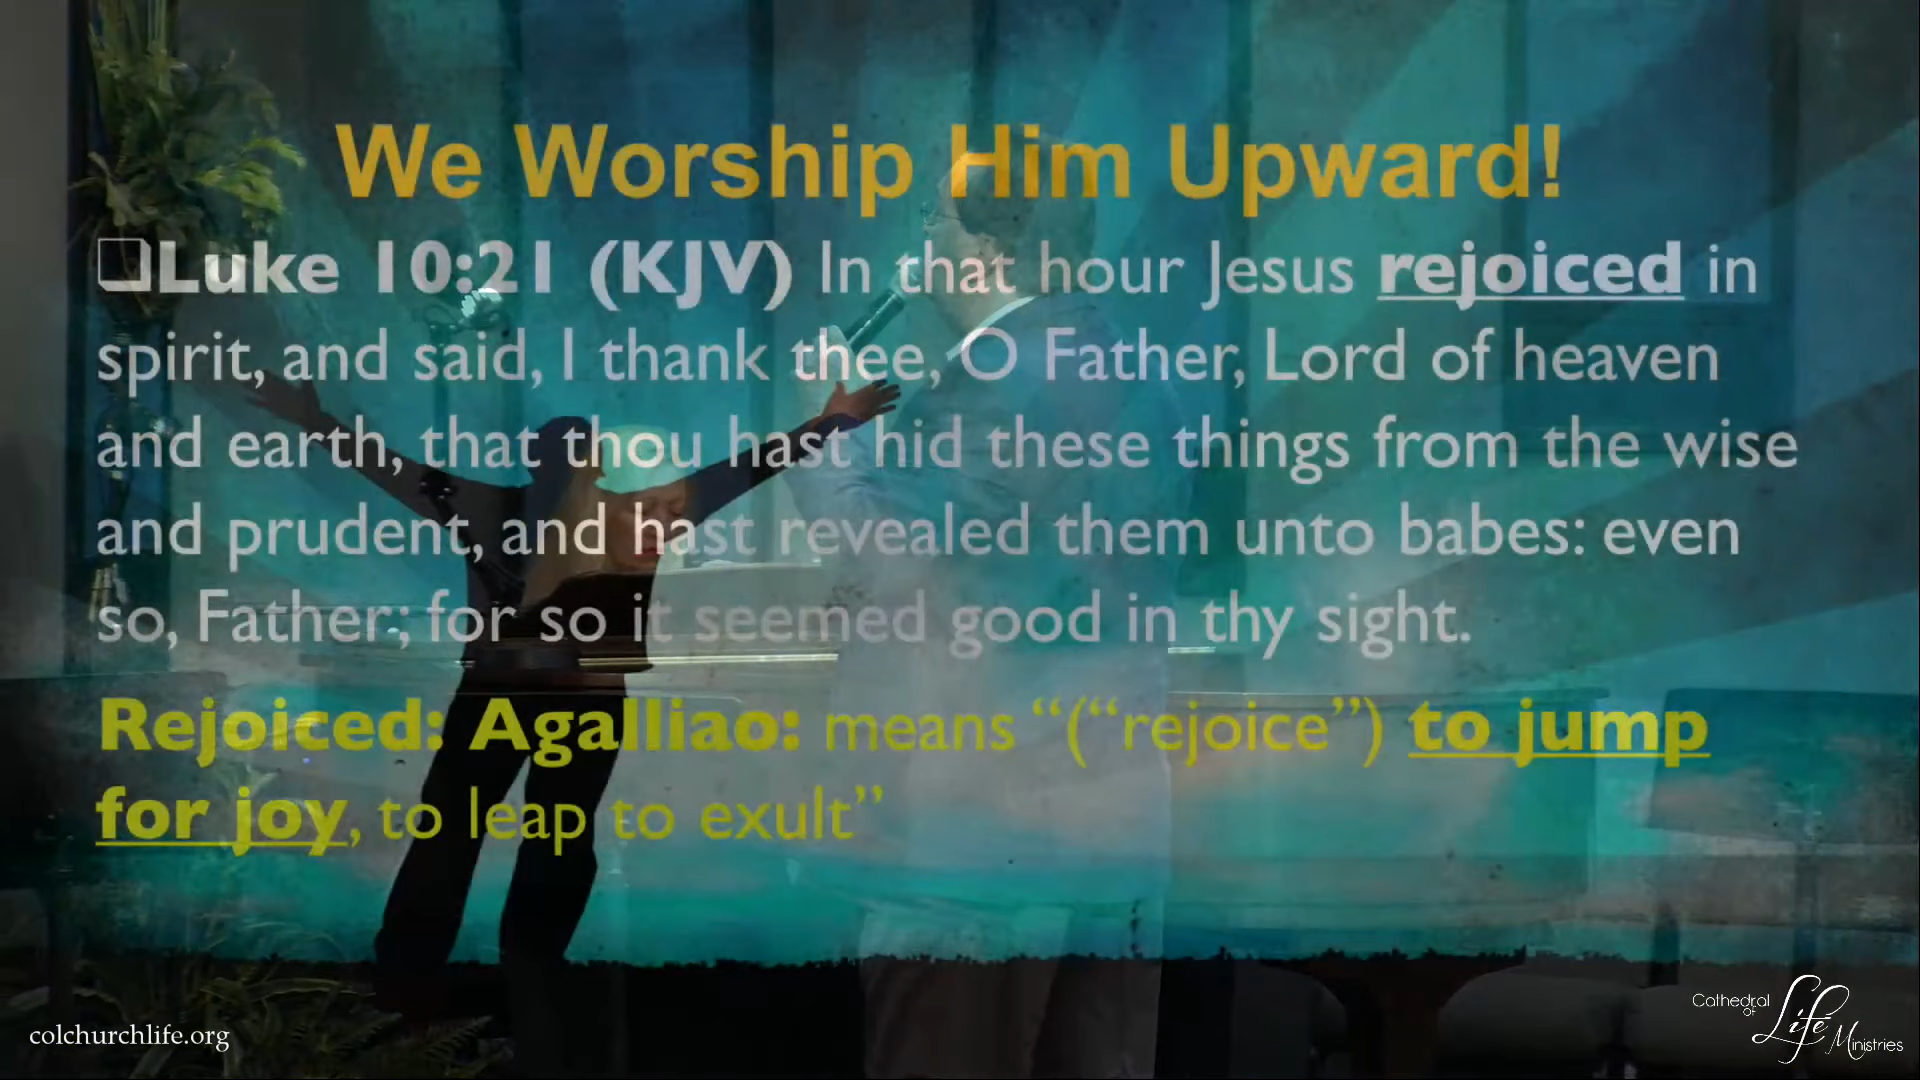 We Worship Him Upward!
❑Luke 10:21 (KJV) In that hour Jesus rejoiced in
spirit, and said, I thank thee, O Father, Lord of heaven
and earth, that thou hast hid these things from the wise
and prudent, and hast revealed them unto babes: even
so, Father; for so it seemed good in thy sight.
Rejoiced: Agalliao: means “(“rejoice”) to jump
for joy, to leap to exult”
colchurchlife.org
Cathedral
of
Life
Ministries